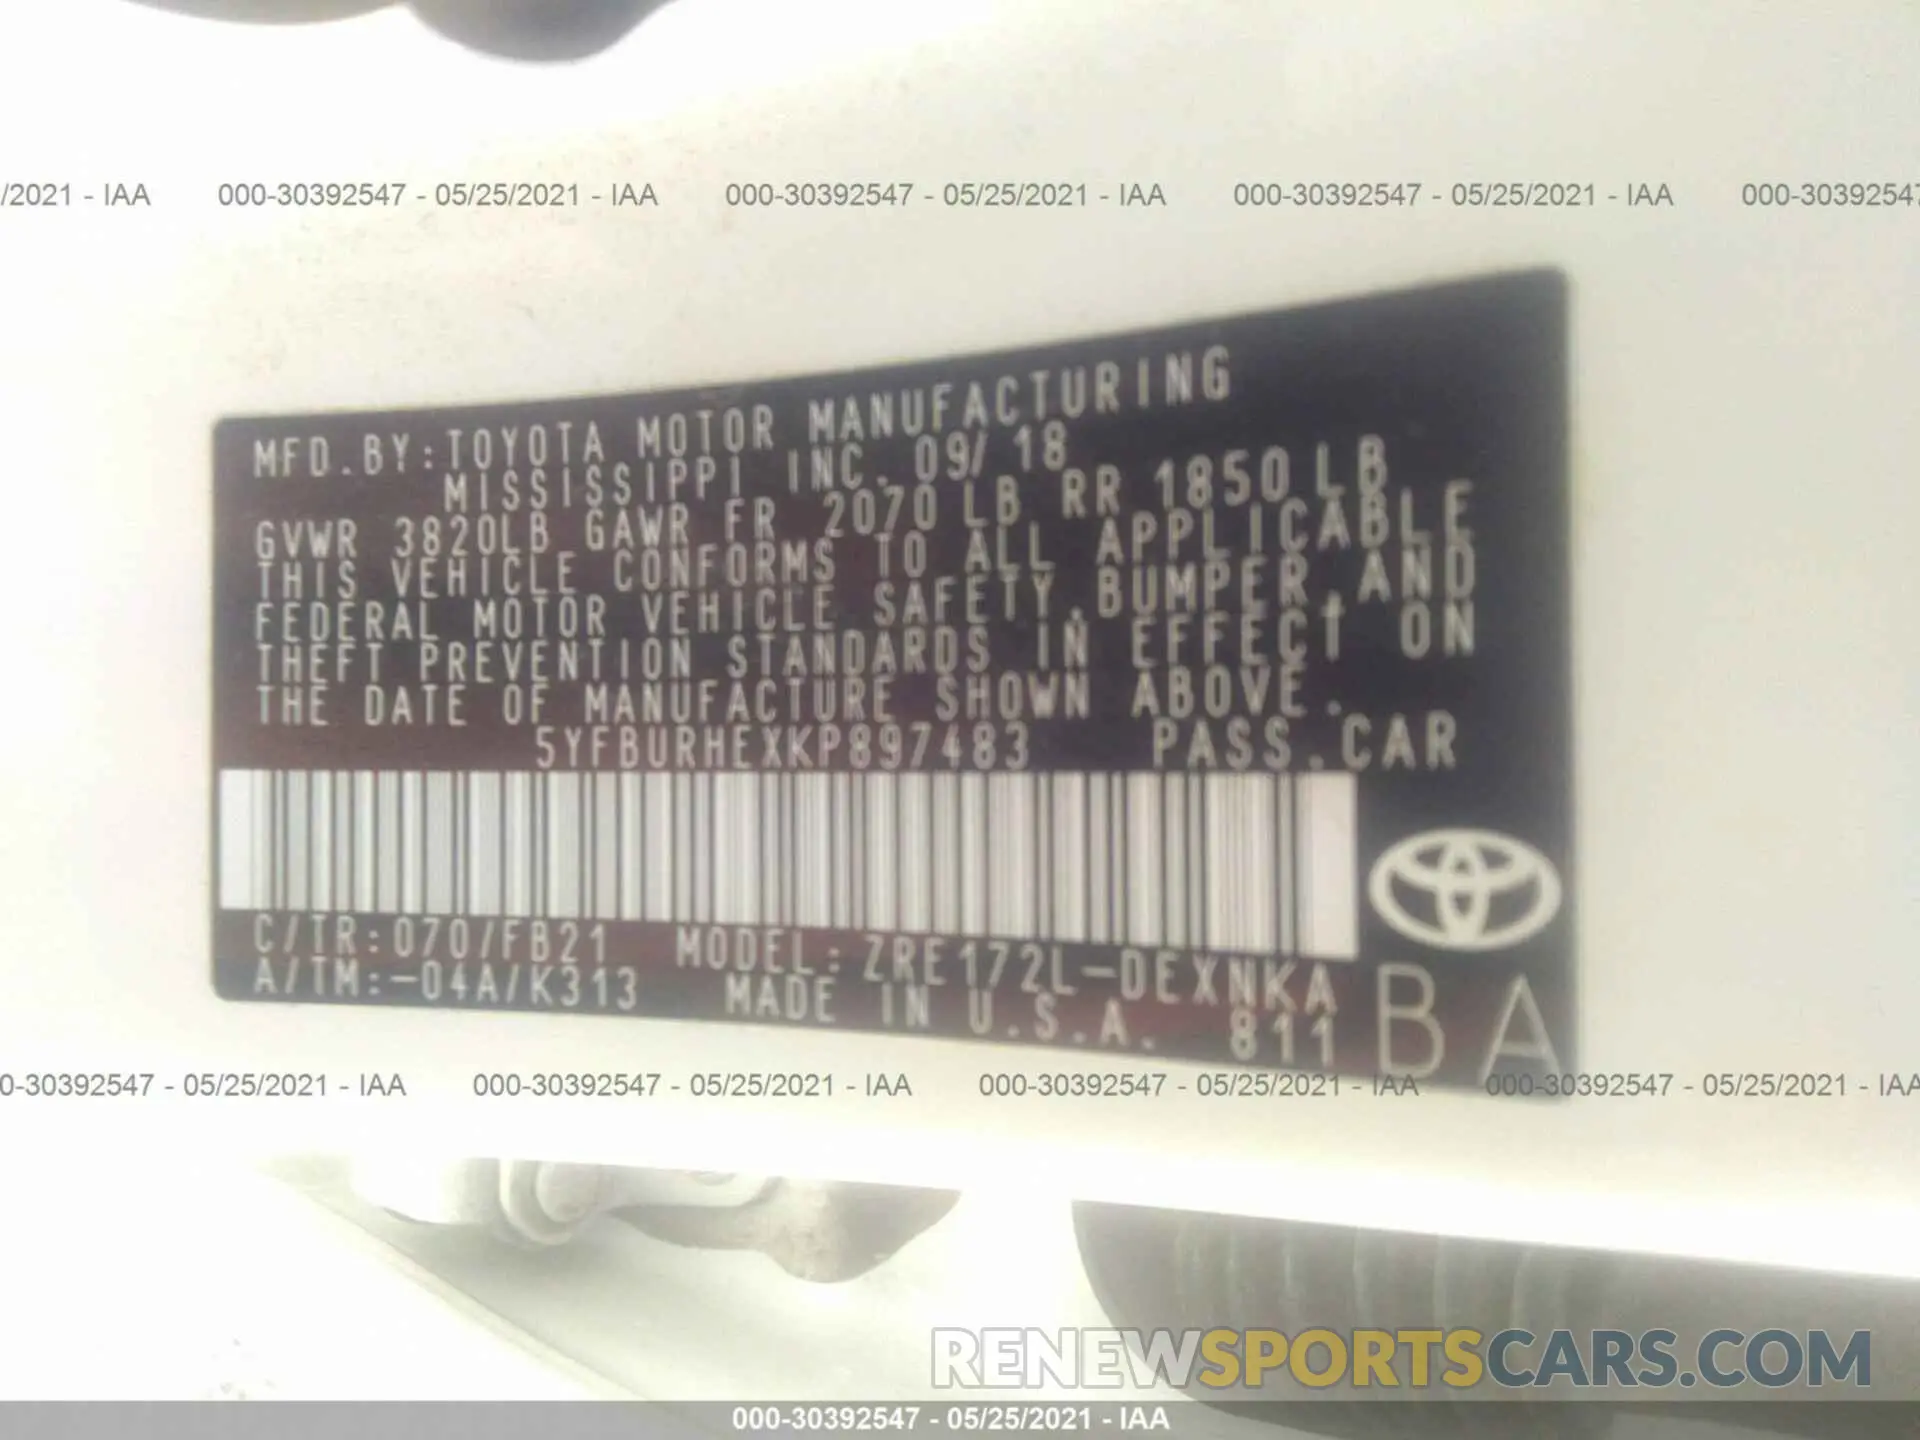 /2021 - IAA 000-30392547 - 05/25/2021 - IAA 000-30392547 - 05/25/2021 - IAA 000-30392547 - 05/25/2021 - IAA 000-30392547
MFD.BY:TOYOTA MOTOR MANUFACTURING
MISSISSIPPI INC. 09/18
GVWR 3820LB GAWR FR 2070 LB RR 1850 LB
THIS VEHICLE CONFORMS TO ALL APPLICABLE
FEDERAL MOTOR VEHICLE SAFETY,BUMPER,AND
THEFT PREVENTION STANDARDS IN EFFECT ON
THE DATE OF MANUFACTURE SHOWN ABOVE.
5YFBURHEXKP897483 PASS.CAR
C/TR:070/FB21 MODEL:ZRE172L-DEXNKA
A/TM:-04A/K313 MADE IN U.S.A. 811
BA
0-30392547 - 05/25/2021 - IAA 000-30392547 - 05/25/2021 - IAA 000-30392547 - 05/25/2021 - IAA 000-30392547 - 05/25/2021 - IAA
RENEWSPORTSCARS.COM
000-30392547 - 05/25/2021 - IAA